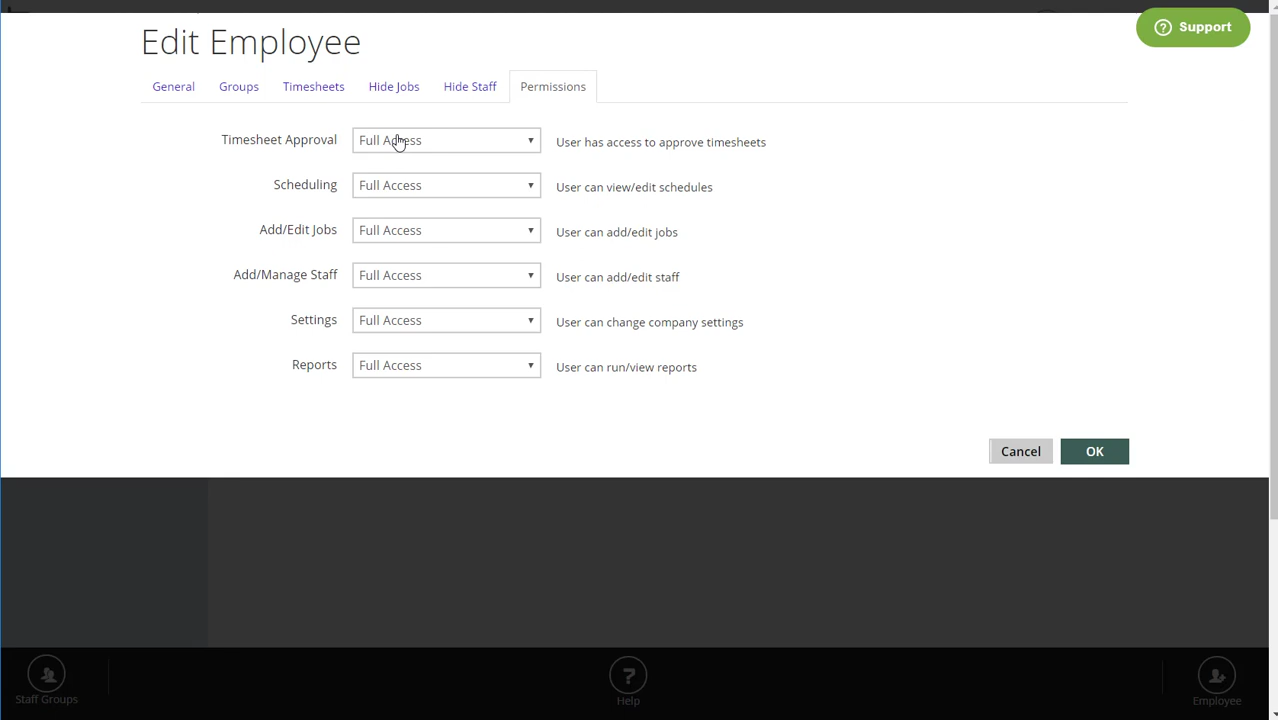 Edit Employee
? Support
General Groups Timesheets Hide Jobs Hide Staff Permissions
Timesheet Approval Full Access User has access to approve timesheets
Scheduling Full Access User can view/edit schedules
Add/Edit Jobs Full Access User can add/edit jobs
Add/Manage Staff Full Access User can add/edit staff
Settings Full Access User can change company settings
Reports Full Access User can run/view reports
Cancel OK
?
Staff Groups Help Employee